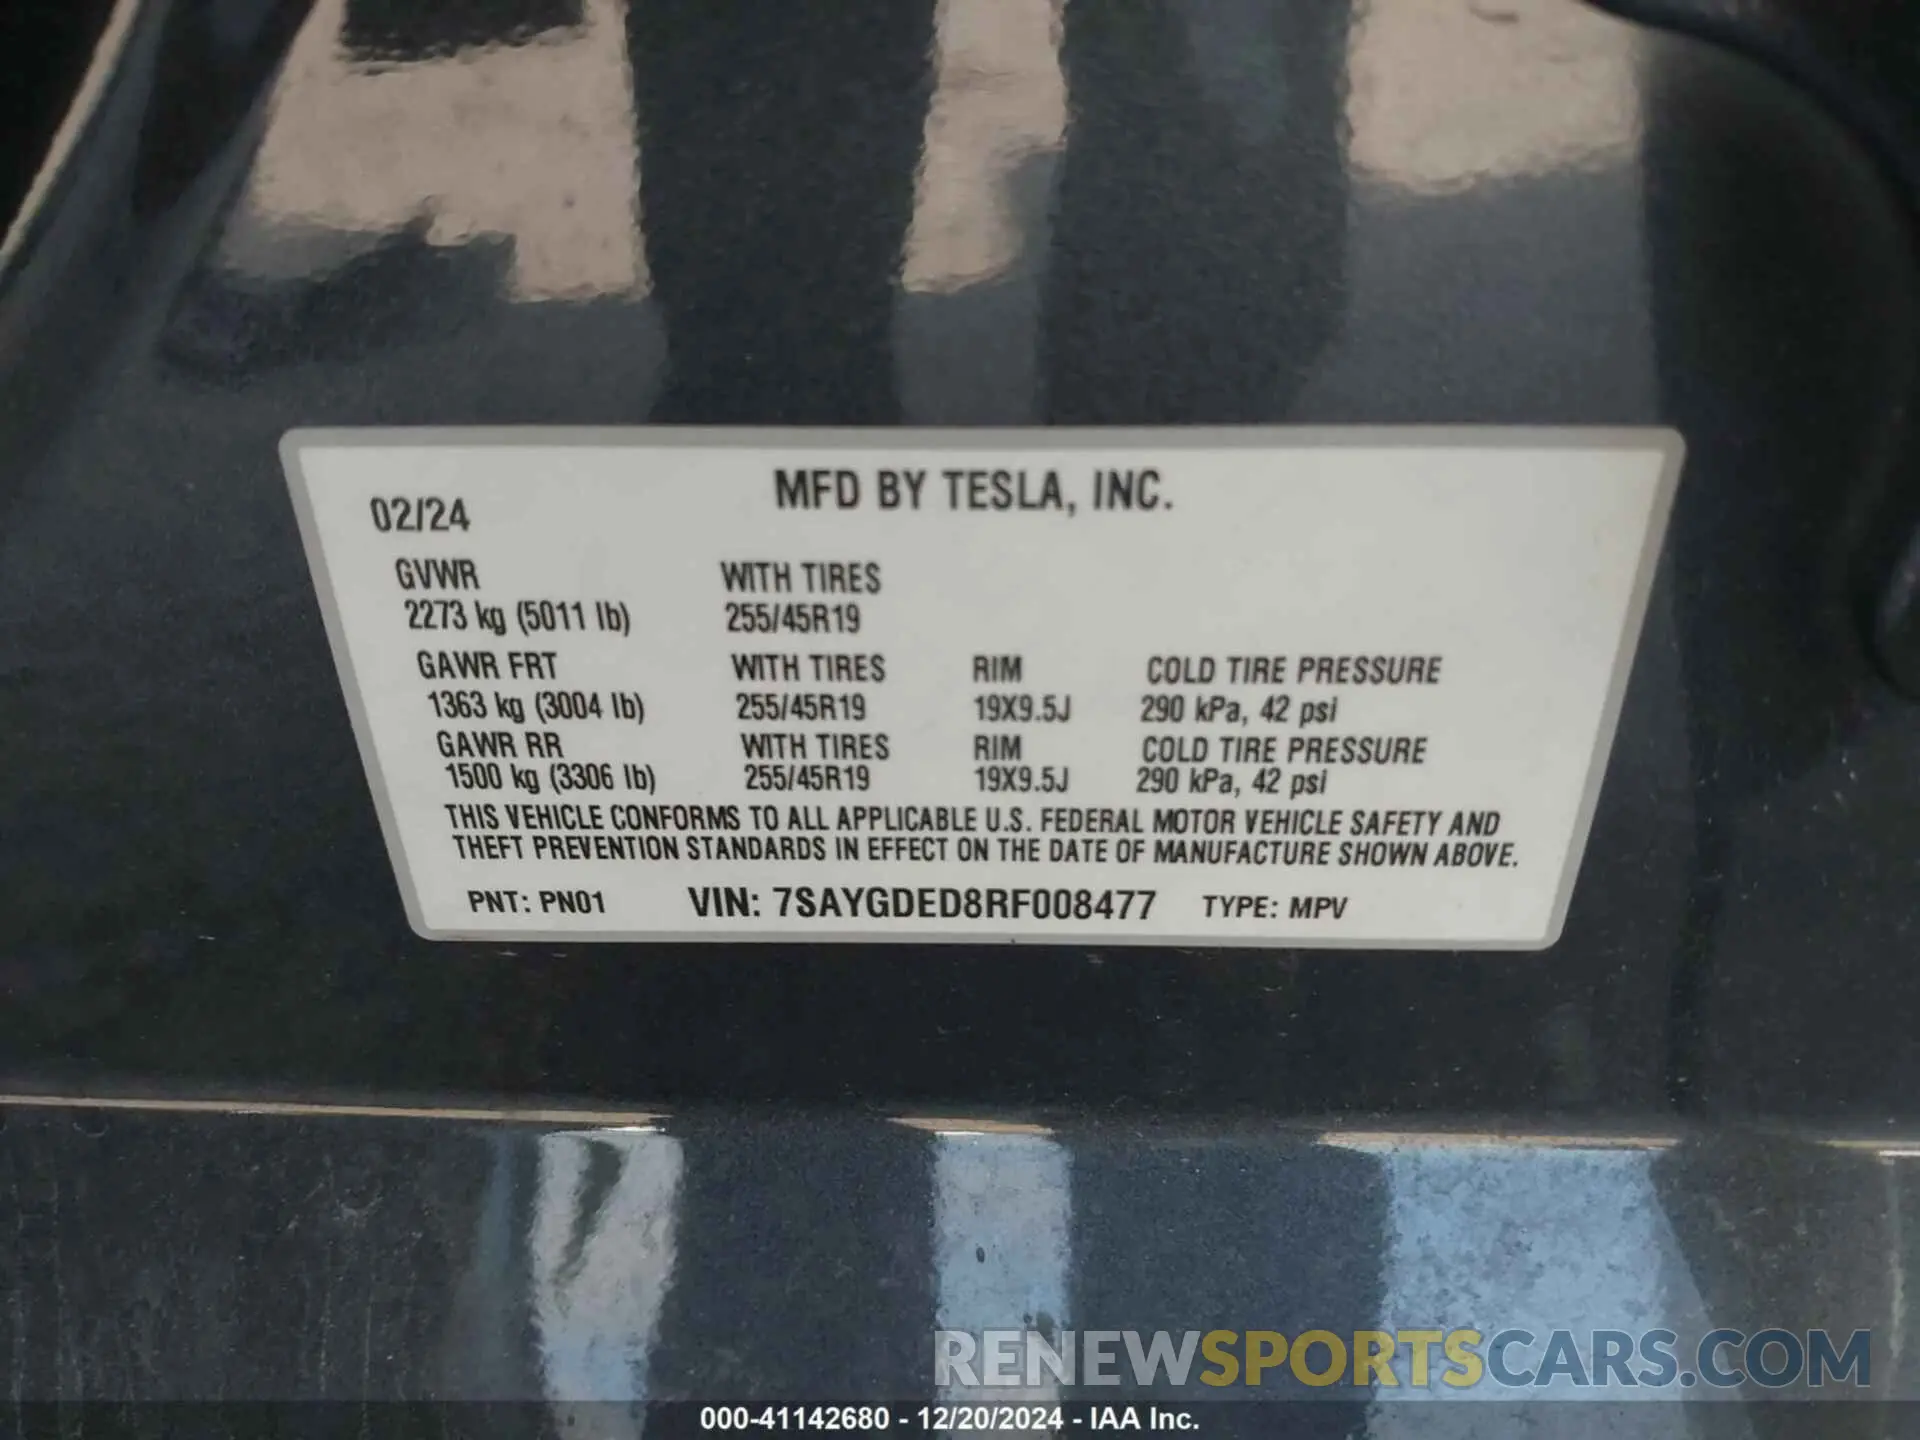 MFD BY TESLA, INC.
02/24
GVWR WITH TIRES
2273 kg (5011 lb) 255/45R19
GAWR FRT WITH TIRES RIM COLD TIRE PRESSURE
1363 kg (3004 lb) 255/45R19 19X9.5J 290 kPa, 42 psi
GAWR RR WITH TIRES RIM COLD TIRE PRESSURE
1500 kg (3306 lb) 255/45R19 19X9.5J 290 kPa, 42 psi
THIS VEHICLE CONFORMS TO ALL APPLICABLE U.S. FEDERAL MOTOR VEHICLE SAFETY AND
THEFT PREVENTION STANDARDS IN EFFECT ON THE DATE OF MANUFACTURE SHOWN ABOVE.
PNT: PN01 VIN: 7SAYGDED8RF008477 TYPE: MPV
RENEWSPORTSCARS.COM
000-41142680 - 12/20/2024 - IAA Inc.